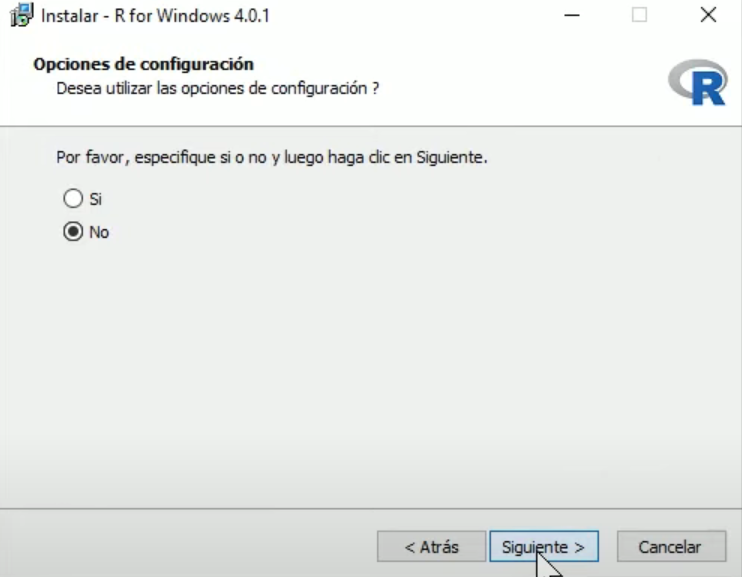 Instalar - R for Windows 4.0.1
Opciones de configuración
Desea utilizar las opciones de configuración ?
R
Por favor, especifique si o no y luego haga clic en Siguiente.
Si
No
< Atrás
Siguiente >
Cancelar